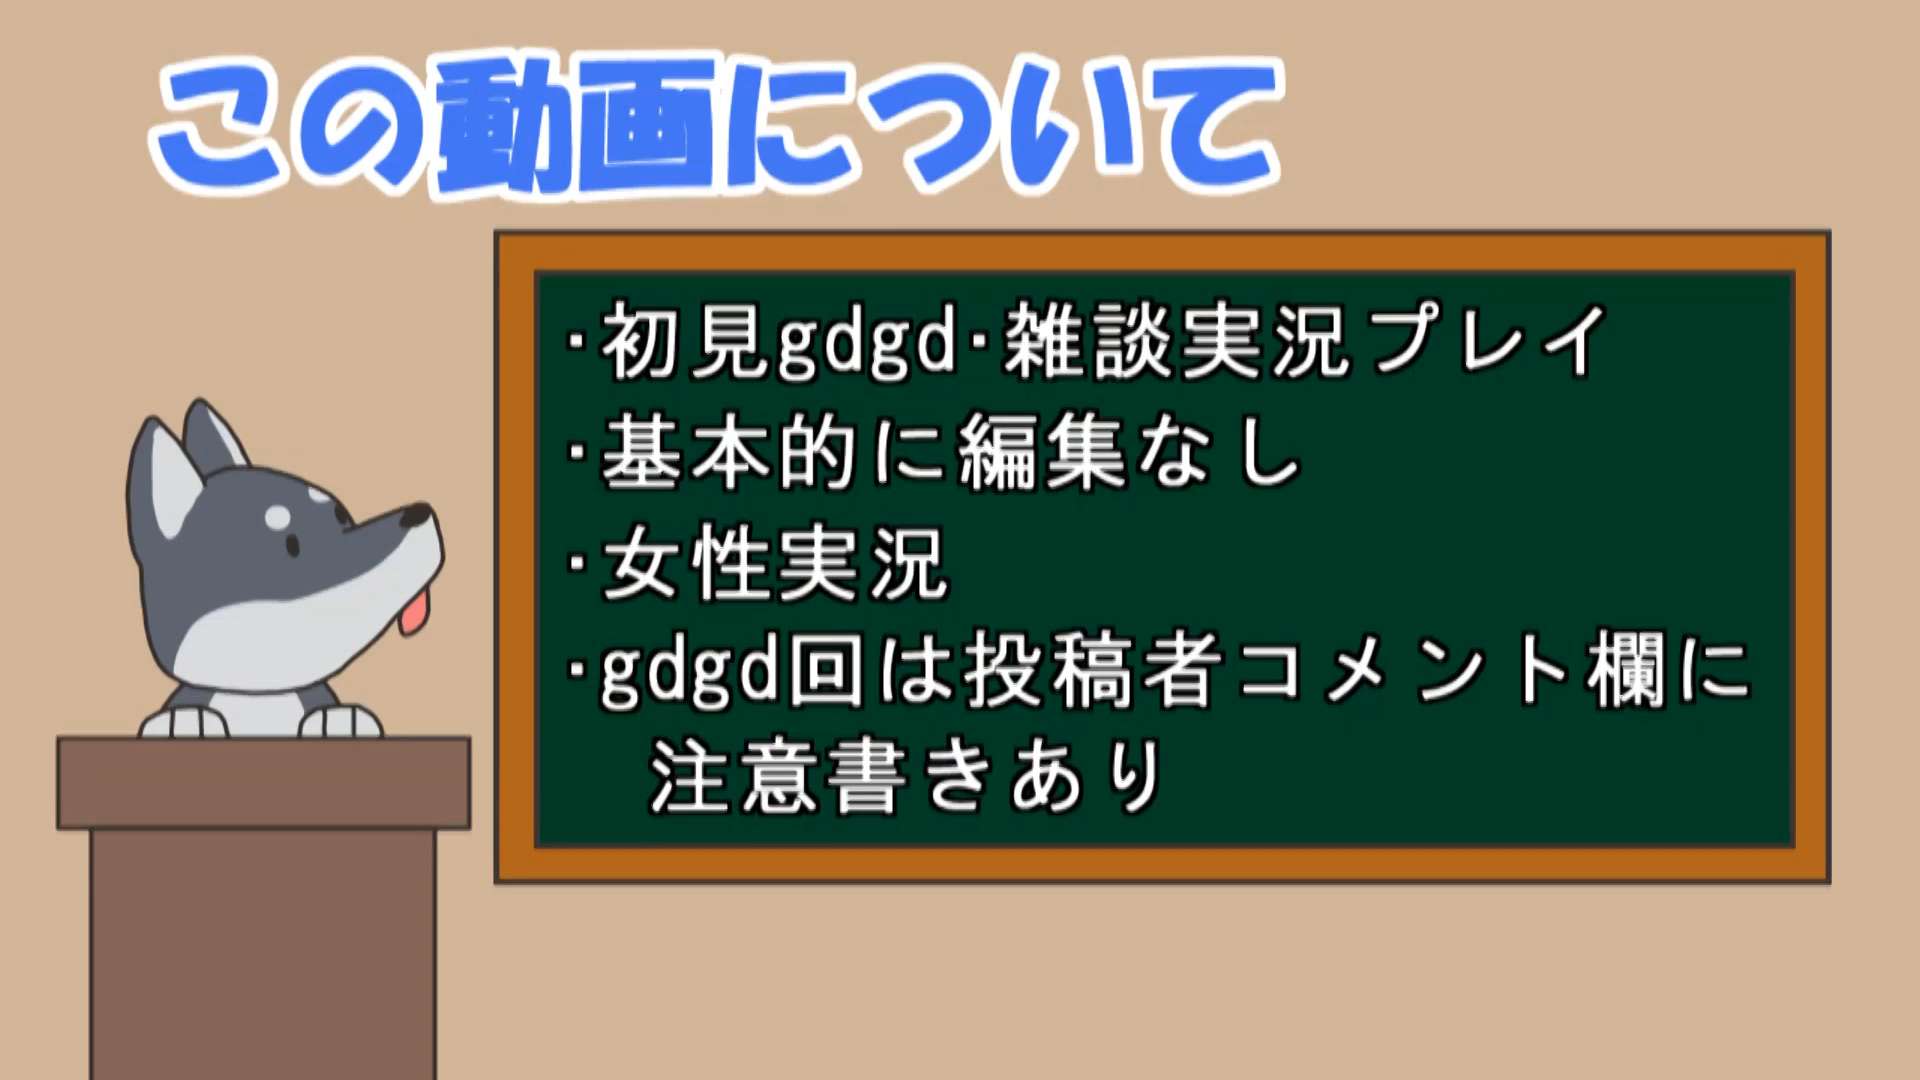 この動画について
・初見gdgd・雑談実況プレイ
・基本的に編集なし
・女性実況
・gdgd回は投稿者コメント欄に
注意書きあり